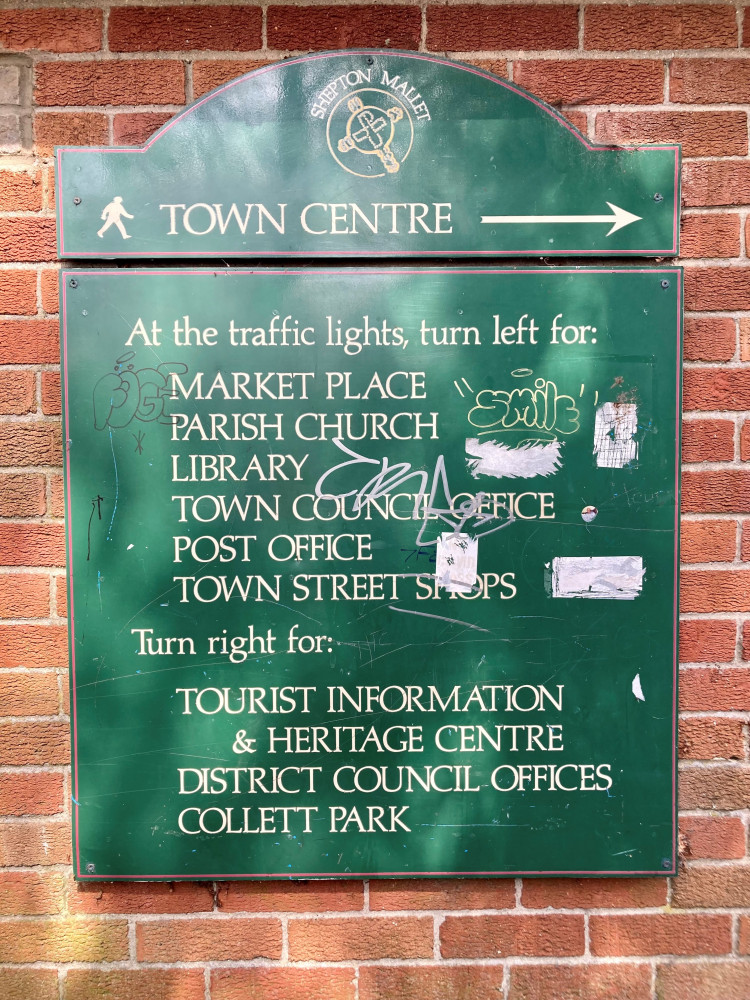 SHEPTON MALLET
TOWN CENTRE
At the traffic lights, turn left for:
MARKET PLACE
smile
PARISH CHURCH
LIBRARY
TOWN COUNCIL OFFICE
POST OFFICE
TOWN STREET SHOPS
Turn right for:
TOURIST INFORMATION
& HERITAGE CENTRE
DISTRICT COUNCIL OFFICES
COLLETT PARK